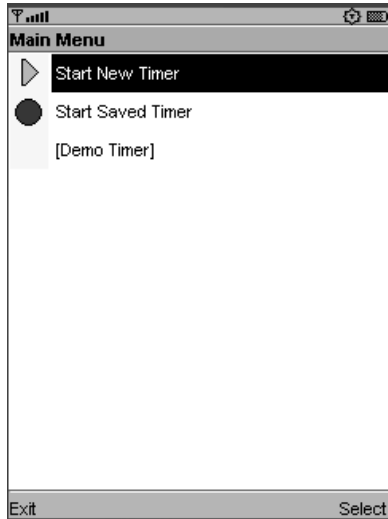 Main Menu
Start New Timer
Start Saved Timer
[Demo Timer]
Exit Select